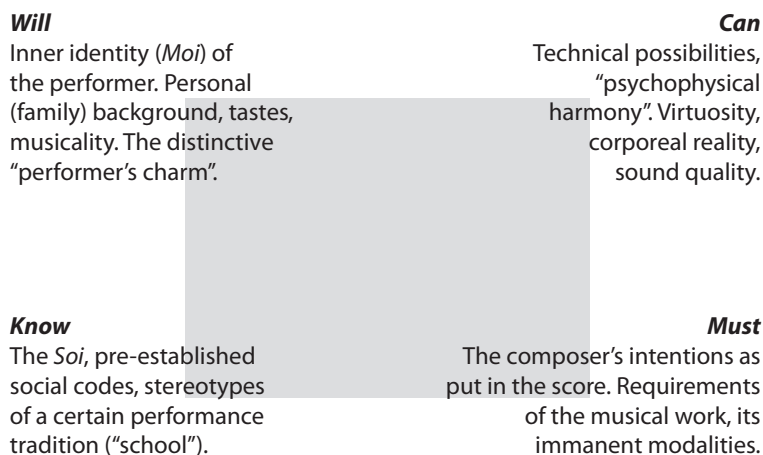 Will
Inner identity (Moi) of
the performer. Personal
(family) background, tastes,
musicality. The distinctive
“performer’s charm”.
Can
Technical possibilities,
“psychophysical
harmony”. Virtuosity,
corporeal reality,
sound quality.
Know
The Soi, pre-established
social codes, stereotypes
of a certain performance
tradition (“school”).
Must
The composer’s intentions as
put in the score. Requirements
of the musical work, its
immanent modalities.